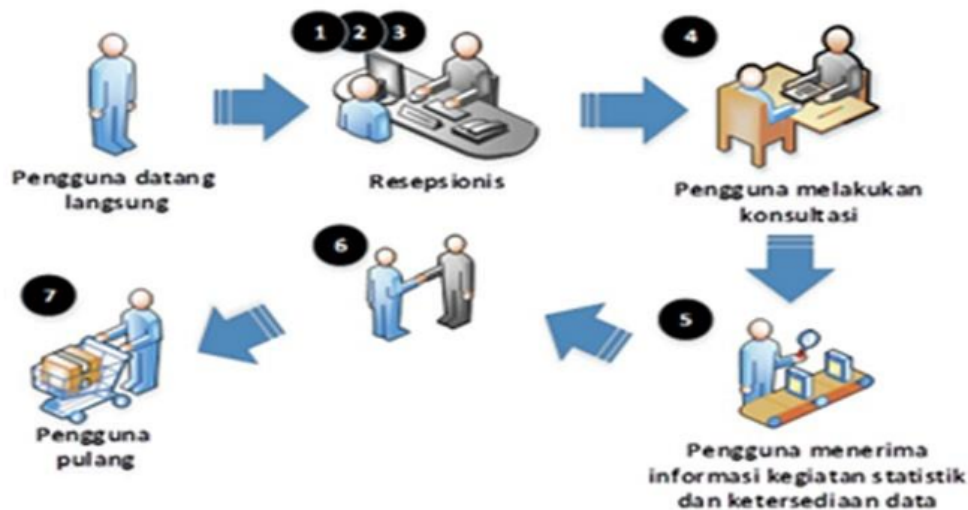 1 2 3
4
Pengguna datang
langsung
Resepsionis
Pengguna melakukan
konsultasi
5
Pengguna menerima
informasi kegiatan statistik
dan ketersediaan data
6
7
Pengguna
pulang